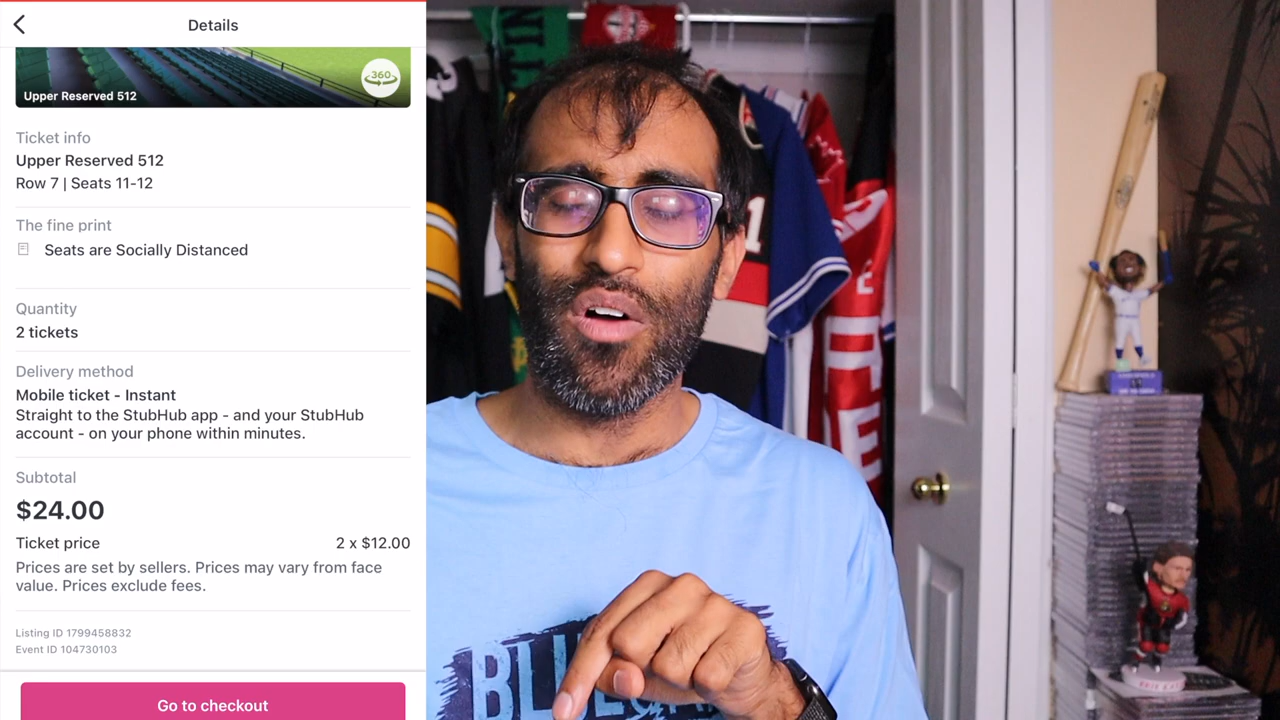 Details
360
Upper Reserved 512
Ticket info
Upper Reserved 512
Row 7 | Seats 11-12
The fine print
Seats are Socially Distanced
Quantity
2 tickets
Delivery method
Mobile ticket - Instant
Straight to the StubHub app - and your StubHub
account - on your phone within minutes.
Subtotal
$24.00
Ticket price 2 x $12.00
Prices are set by sellers. Prices may vary from face
value. Prices exclude fees.
Listing ID 1799458832
Event ID 104730103
Go to checkout
1